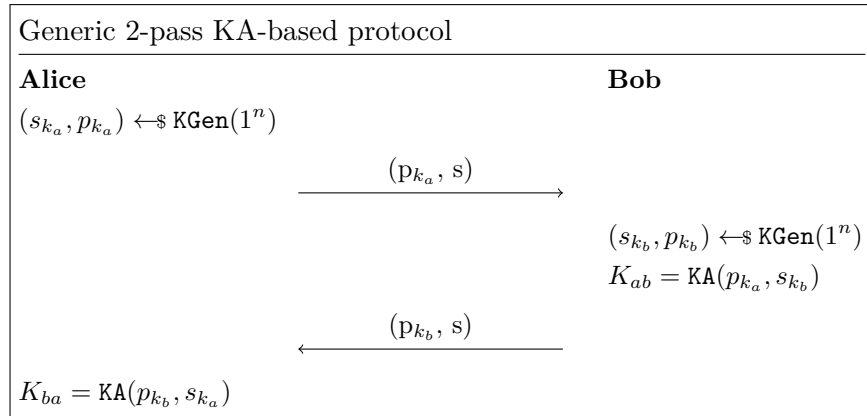 Generic 2-pass KA-based protocol
Alice Bob
(s_{k_a}, p_{k_a}) ←$ KGen(1^n)
(p_{k_a}, s)
(s_{k_b}, p_{k_b}) ←$ KGen(1^n)
K_{ab} = KA(p_{k_a}, s_{k_b})
(p_{k_b}, s)
K_{ba} = KA(p_{k_b}, s_{k_a})